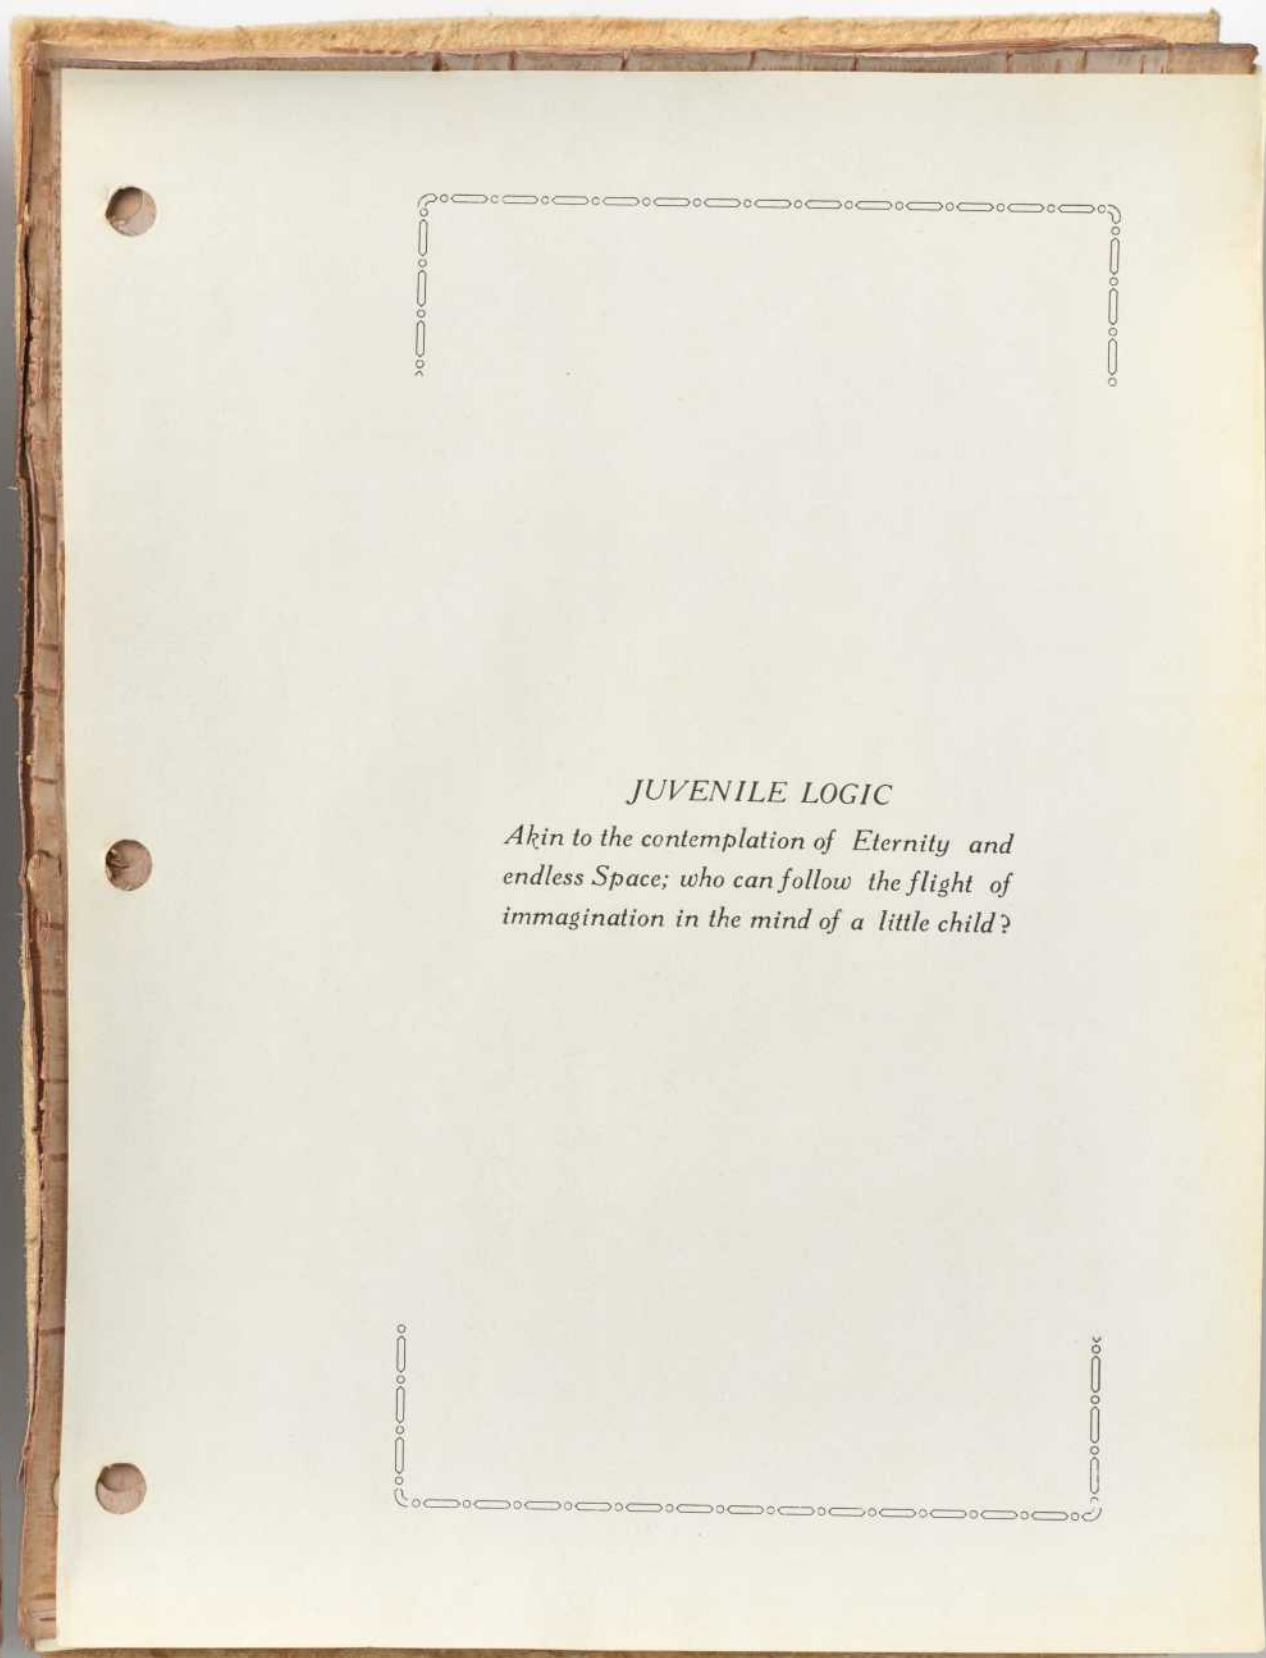 JUVENILE LOGIC
Akin to the contemplation of Eternity and
endless Space; who can follow the flight of
immagination in the mind of a little child?